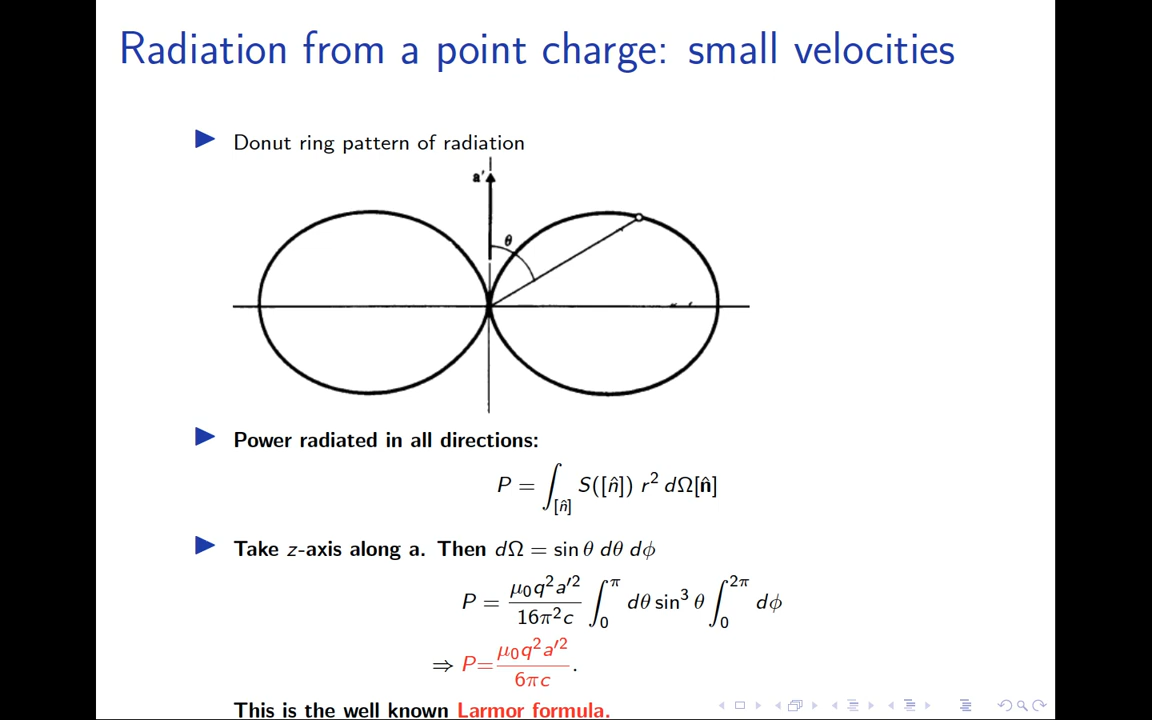 Radiation from a point charge: small velocities
Donut ring pattern of radiation
a'
θ
Power radiated in all directions:
P = ∫_{[n̂]} S([n̂]) r² dΩ[n̂]
Take z-axis along a. Then dΩ = sin θ dθ dϕ
P = \frac{μ₀q²a′²}{16π²c} ∫₀^π dθ sin³ θ ∫₀^{2π} dϕ
⇒ P= \frac{μ₀q²a′²}{6πc} .
This is the well known Larmor formula.